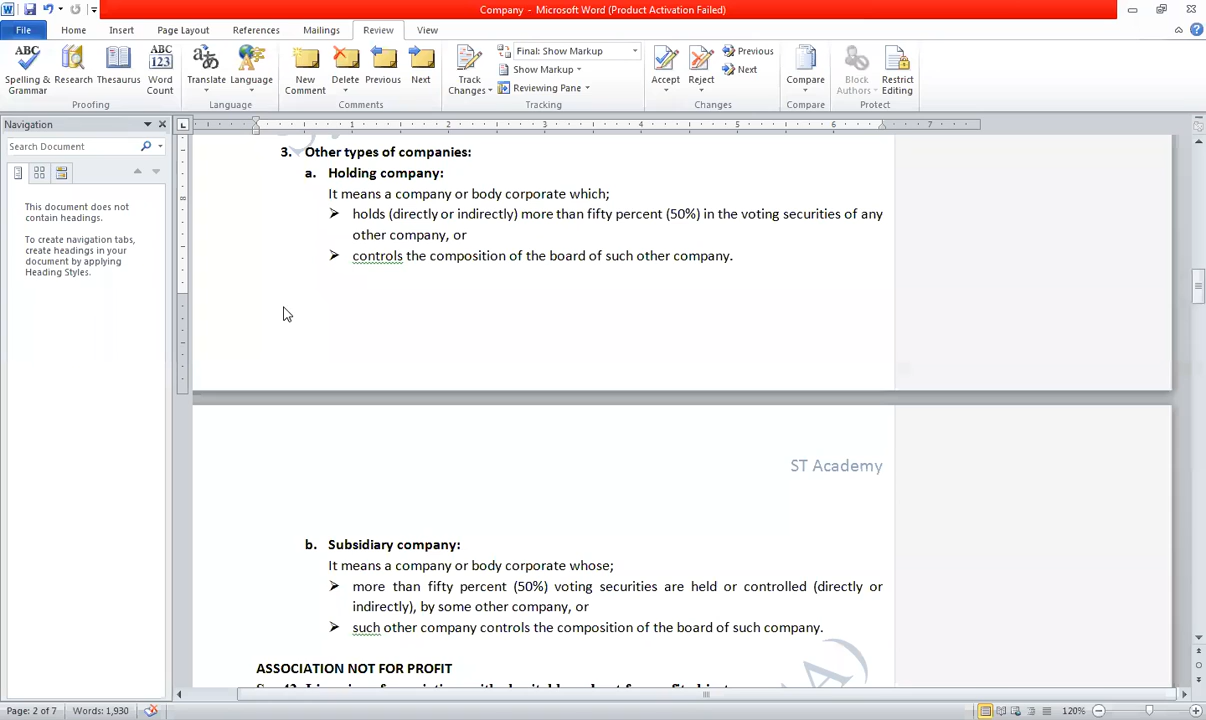 Company - Microsoft Word (Product Activation Failed)
File Home Insert Page Layout References Mailings Review View
Spelling & Grammar Research Thesaurus Word Count Translate Language New Comment Delete Previous Next Track Changes Final: Show Markup Show Markup Reviewing Pane Accept Reject Previous Next Compare Block Authors Restrict Editing
Proofing Language Comments Tracking Changes Compare Protect
Navigation
Search Document
This document does not
contain headings.
To create navigation tabs,
create headings in your
document by applying
Heading Styles.
1 2 3 4 5 6 7
3. Other types of companies:
a. Holding company:
It means a company or body corporate which;
➢ holds (directly or indirectly) more than fifty percent (50%) in the voting securities of any
other company, or
➢ controls the composition of the board of such other company.
ST Academy
b. Subsidiary company:
It means a company or body corporate whose;
➢ more than fifty percent (50%) voting securities are held or controlled (directly or
indirectly), by some other company, or
➢ such other company controls the composition of the board of such company.
ASSOCIATION NOT FOR PROFIT
Page: 2 of 7 Words: 1,930 120%